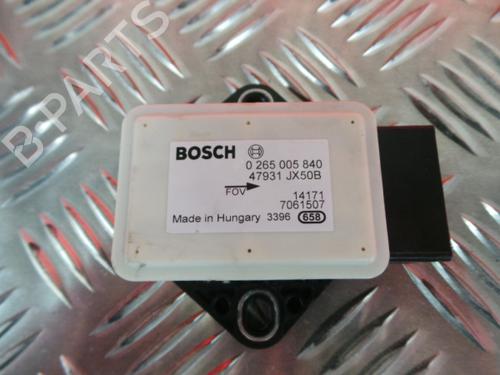 B PARTS
BOSCH
0 265 005 840
47931 JX50B
FOV
14171
7061507
Made in Hungary 3396 658